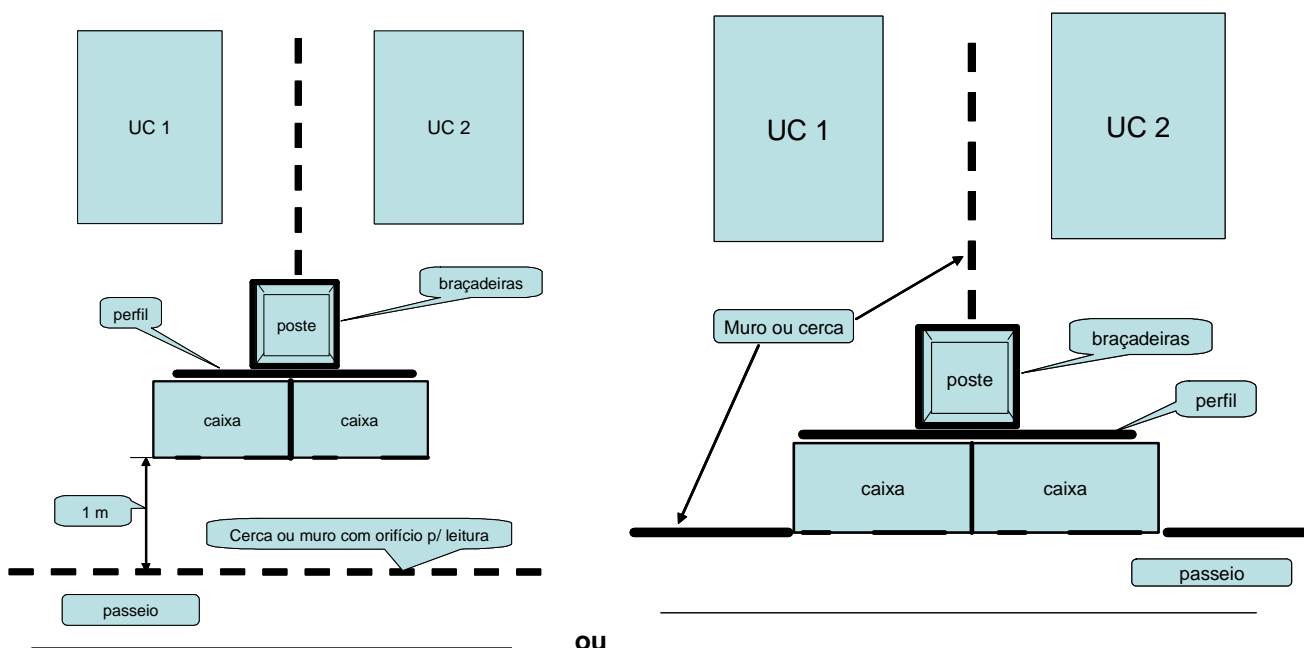 UC 1
UC 2
braçadeiras
perfil
poste
caixa
caixa
1 m
Cerca ou muro com orifício p/ leitura
passeio
ou
UC 1
UC 2
Muro ou cerca
braçadeiras
poste
perfil
caixa
caixa
passeio